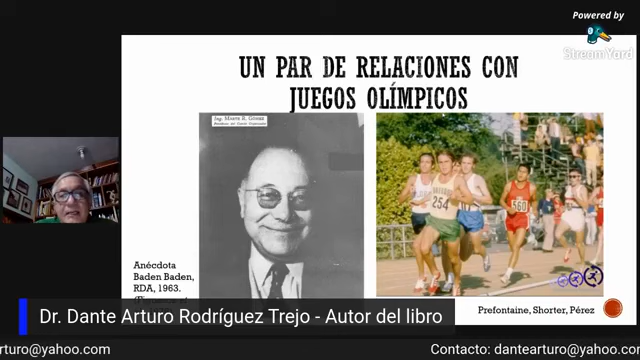 Powered by
StreamYard
UN PAR DE RELACIONES CON
JUEGOS OLÍMPICOS
Ing. MARTE R. GÓMEZ
254
560
Anécdota
Baden Baden,
RDA, 1963.
Prefontaine, Shorter, Pérez
Dr. Dante Arturo Rodríguez Trejo - Autor del libro
rturo@yahoo.com
Contacto: dantearturo@yahoo.co